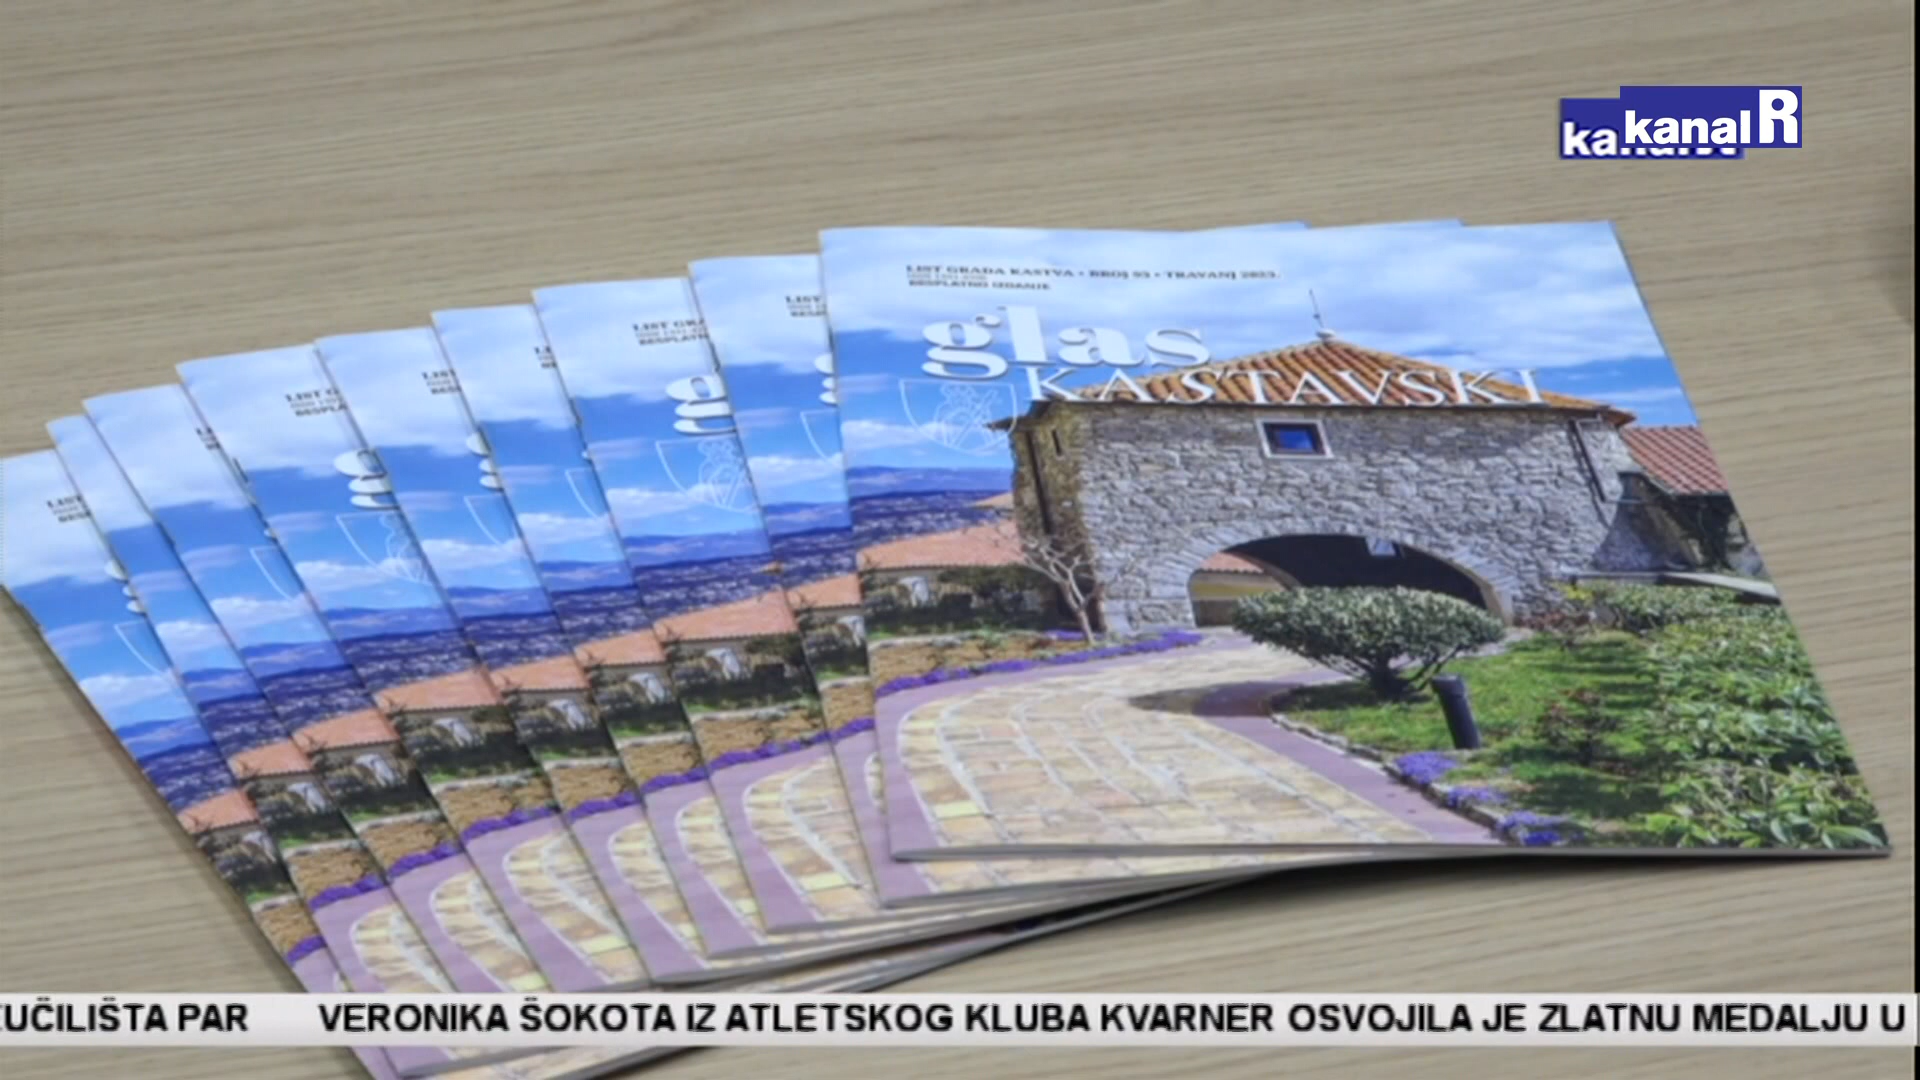 kanal R
LIST GRADA KASTVA • BROJ 93 • TRAVANJ 2023.
BESPLATNO IZDANJE
glas
KASTAVSKI
UČILIŠTA PAR VERONIKA ŠOKOTA IZ ATLETSKOG KLUBA KVARNER OSVOJILA JE ZLATNU MEDALJU U